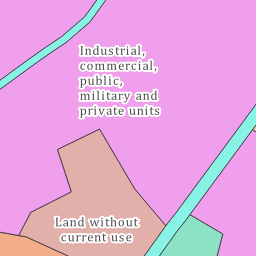 Industrial,
commercial,
public,
military and
private units
Land without
current use